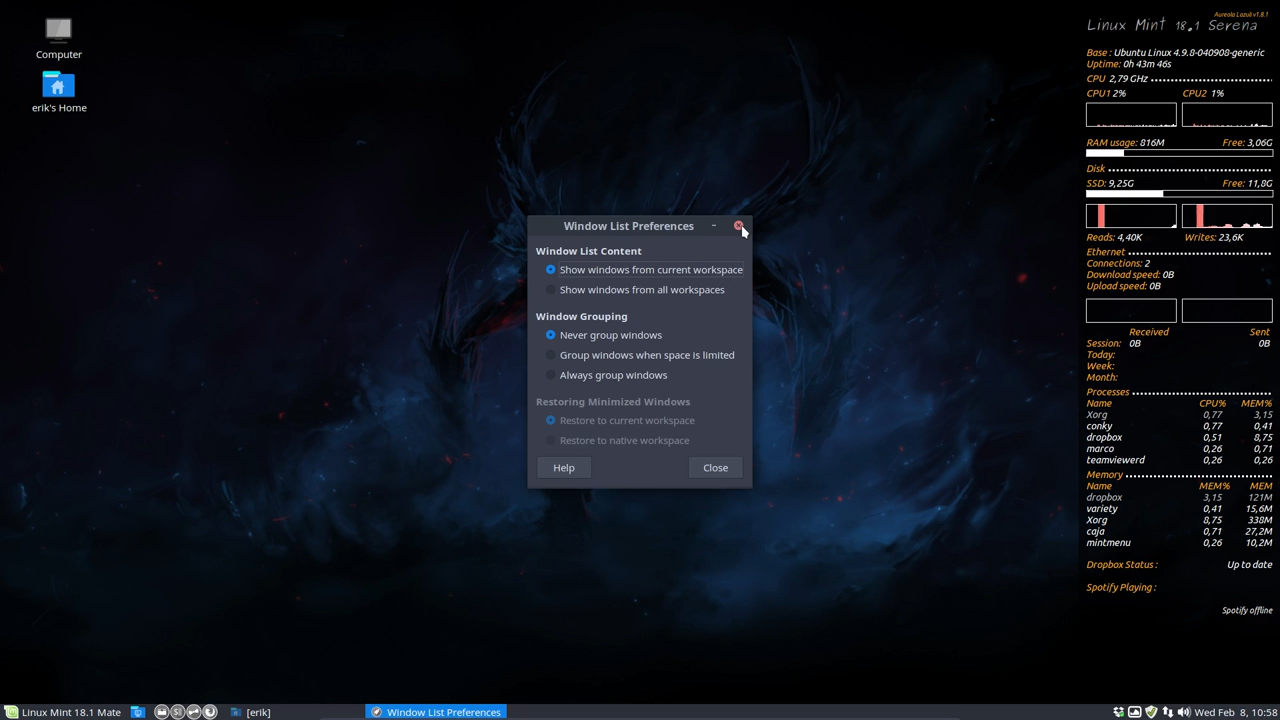 Computer
erik's Home
Window List Preferences
Window List Content
Show windows from current workspace
Show windows from all workspaces
Window Grouping
Never group windows
Group windows when space is limited
Always group windows
Restoring Minimized Windows
Restore to current workspace
Restore to native workspace
Help Close
Aureola Lazuli v1.8.1
Linux Mint 18.1 Serena
Base : Ubuntu Linux 4.9.8-040908-generic
Uptime: 0h 43m 46s
CPU 2,79 GHz
CPU1 2% CPU2 1%
RAM usage: 816M Free: 3,06G
Disk
SSD: 9,25G Free: 11,8G
Reads: 4,40K Writes: 23,6K
Ethernet
Connections: 2
Download speed: 0B
Upload speed: 0B
Received Sent
Session: 0B 0B
Today:
Week:
Month:
Processes
Name CPU% MEM%
Xorg 0,77 3,15
conky 0,77 0,41
dropbox 0,51 8,75
marco 0,26 0,71
teamviewerd 0,26 0,26
Memory
Name MEM% MEM
dropbox 3,15 121M
variety 0,41 15,6M
Xorg 8,75 338M
caja 0,71 27,2M
mintmenu 0,26 10,2M
Dropbox Status : Up to date
Spotify Playing :
Spotify offline
Linux Mint 18.1 Mate [erik] Window List Preferences Wed Feb 8, 10:58